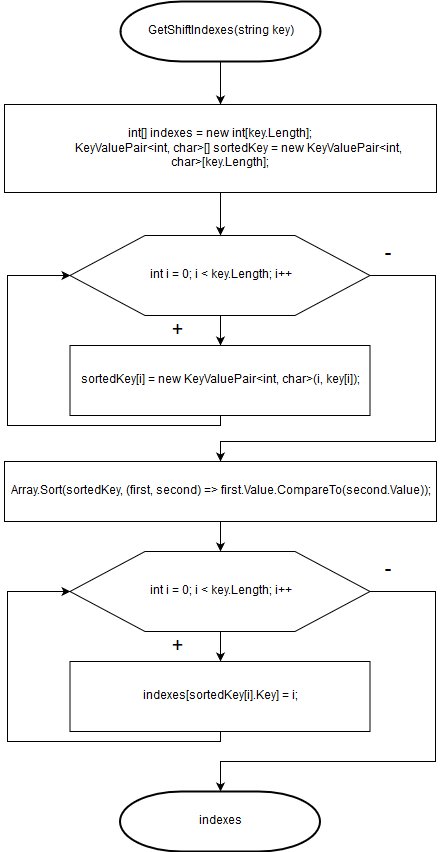 GetShiftIndexes(string key)
int[] indexes = new int[key.Length];
KeyValuePair<int, char>[] sortedKey = new KeyValuePair<int,
char>[key.Length];
int i = 0; i < key.Length; i++
-
+
sortedKey[i] = new KeyValuePair<int, char>(i, key[i]);
Array.Sort(sortedKey, (first, second) => first.Value.CompareTo(second.Value));
int i = 0; i < key.Length; i++
-
+
indexes[sortedKey[i].Key] = i;
indexes